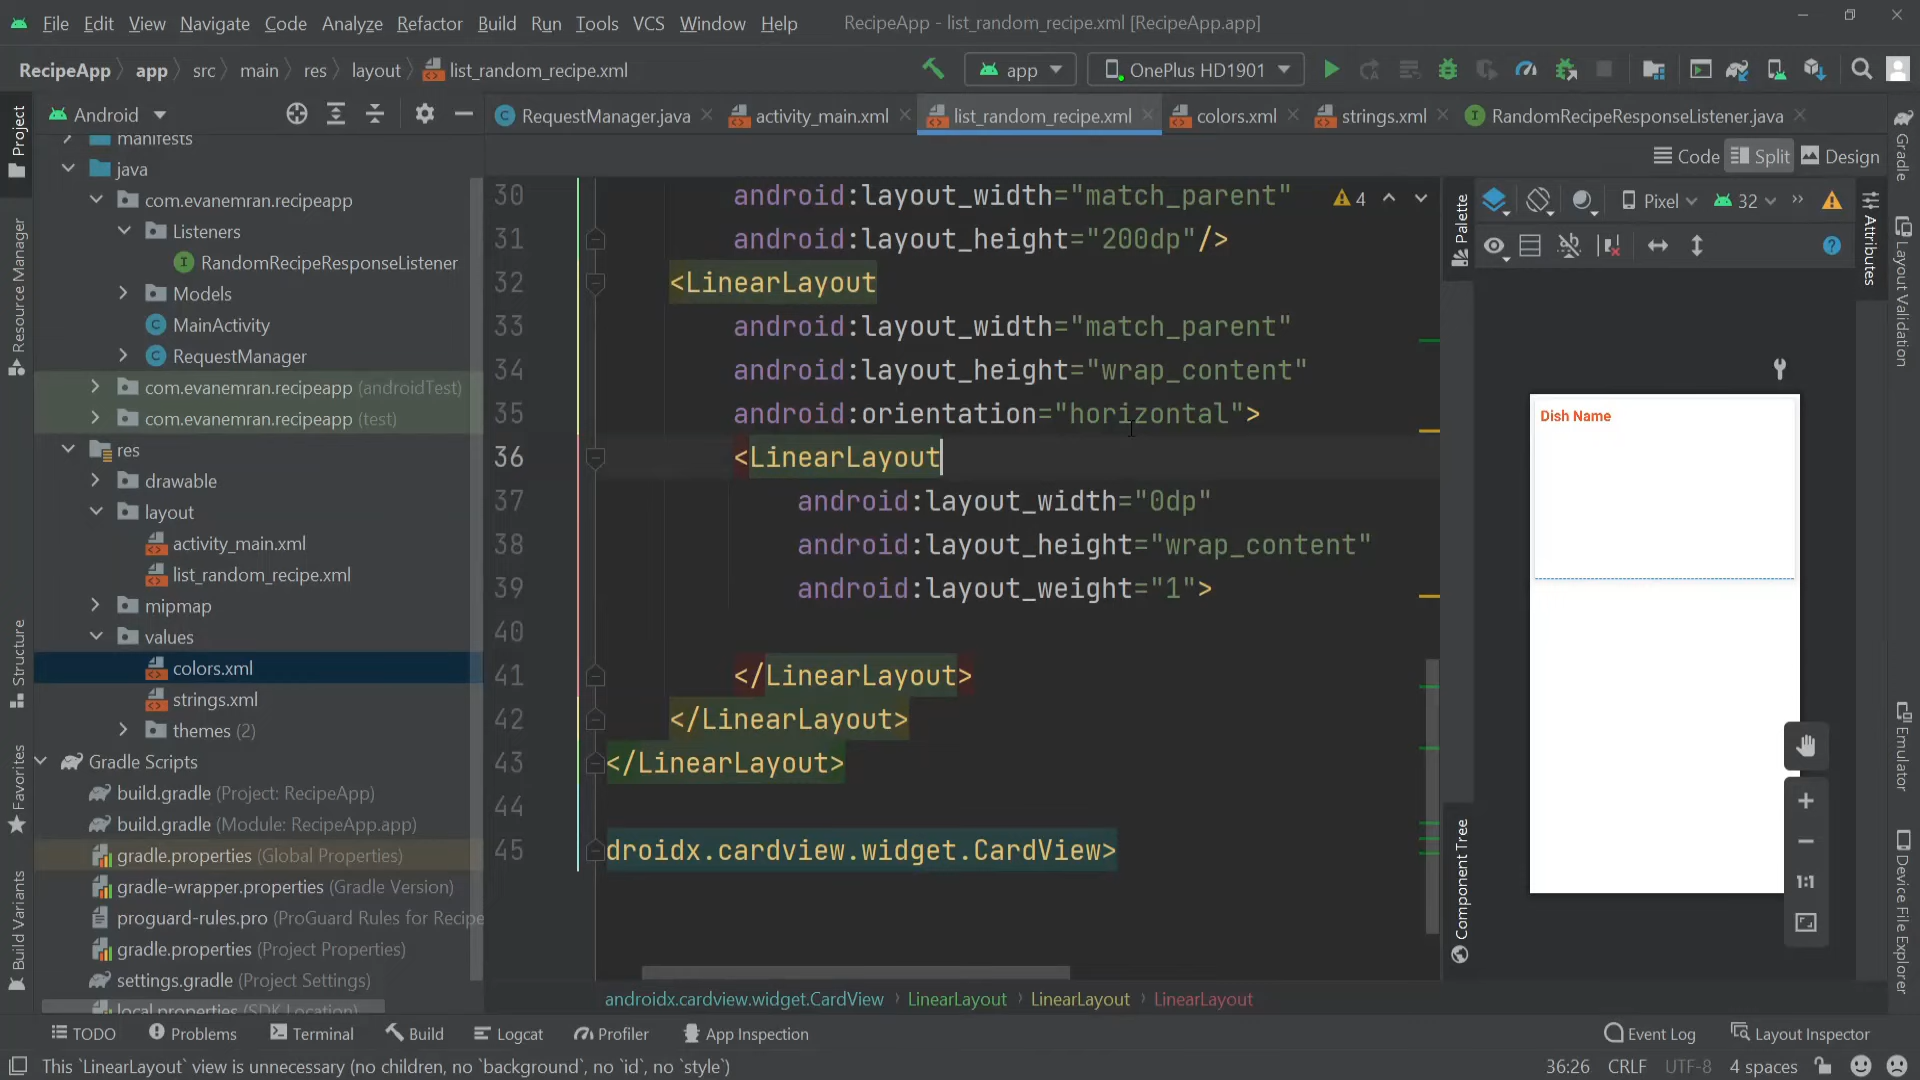 File Edit View Navigate Code Analyze Refactor Build Run Tools VCS Window Help RecipeApp - list_random_recipe.xml [RecipeApp.app]
RecipeApp app src main res layout list_random_recipe.xml app OnePlus HD1901
Android
RequestManager.java activity_main.xml list_random_recipe.xml colors.xml strings.xml RandomRecipeResponseListener.java
Code Split Design
Project
Resource Manager
Structure
Favorites
Build Variants
manifests
java
com.evanemran.recipeapp
Listeners
RandomRecipeResponseListener
Models
MainActivity
RequestManager
com.evanemran.recipeapp (androidTest)
com.evanemran.recipeapp (test)
res
drawable
layout
activity_main.xml
list_random_recipe.xml
mipmap
values
colors.xml
strings.xml
themes (2)
Gradle Scripts
build.gradle (Project: RecipeApp)
build.gradle (Module: RecipeApp.app)
gradle.properties (Global Properties)
gradle-wrapper.properties (Gradle Version)
proguard-rules.pro (ProGuard Rules for Recipe
gradle.properties (Project Properties)
settings.gradle (Project Settings)
local.properties (SDK Location)
30 android:layout_width="match_parent"
31 android:layout_height="200dp"/>
32 <LinearLayout
33 android:layout_width="match_parent"
34 android:layout_height="wrap_content"
35 android:orientation="horizontal">
36 <LinearLayout
37 android:layout_width="0dp"
38 android:layout_height="wrap_content"
39 android:layout_weight="1">
40
41 </LinearLayout>
42 </LinearLayout>
43 </LinearLayout>
44
45 droidx.cardview.widget.CardView>
4
androidx.cardview.widget.CardView LinearLayout LinearLayout LinearLayout
Palette
Component Tree
Pixel 32
Dish Name
1:1
Attributes
Gradle
Layout Validation
Emulator
Device File Explorer
TODO Problems Terminal Build Logcat Profiler App Inspection Event Log Layout Inspector
This `LinearLayout` view is unnecessary (no children, no `background`, no `id`, no `style`) 36:26 CRLF UTF-8 4 spaces